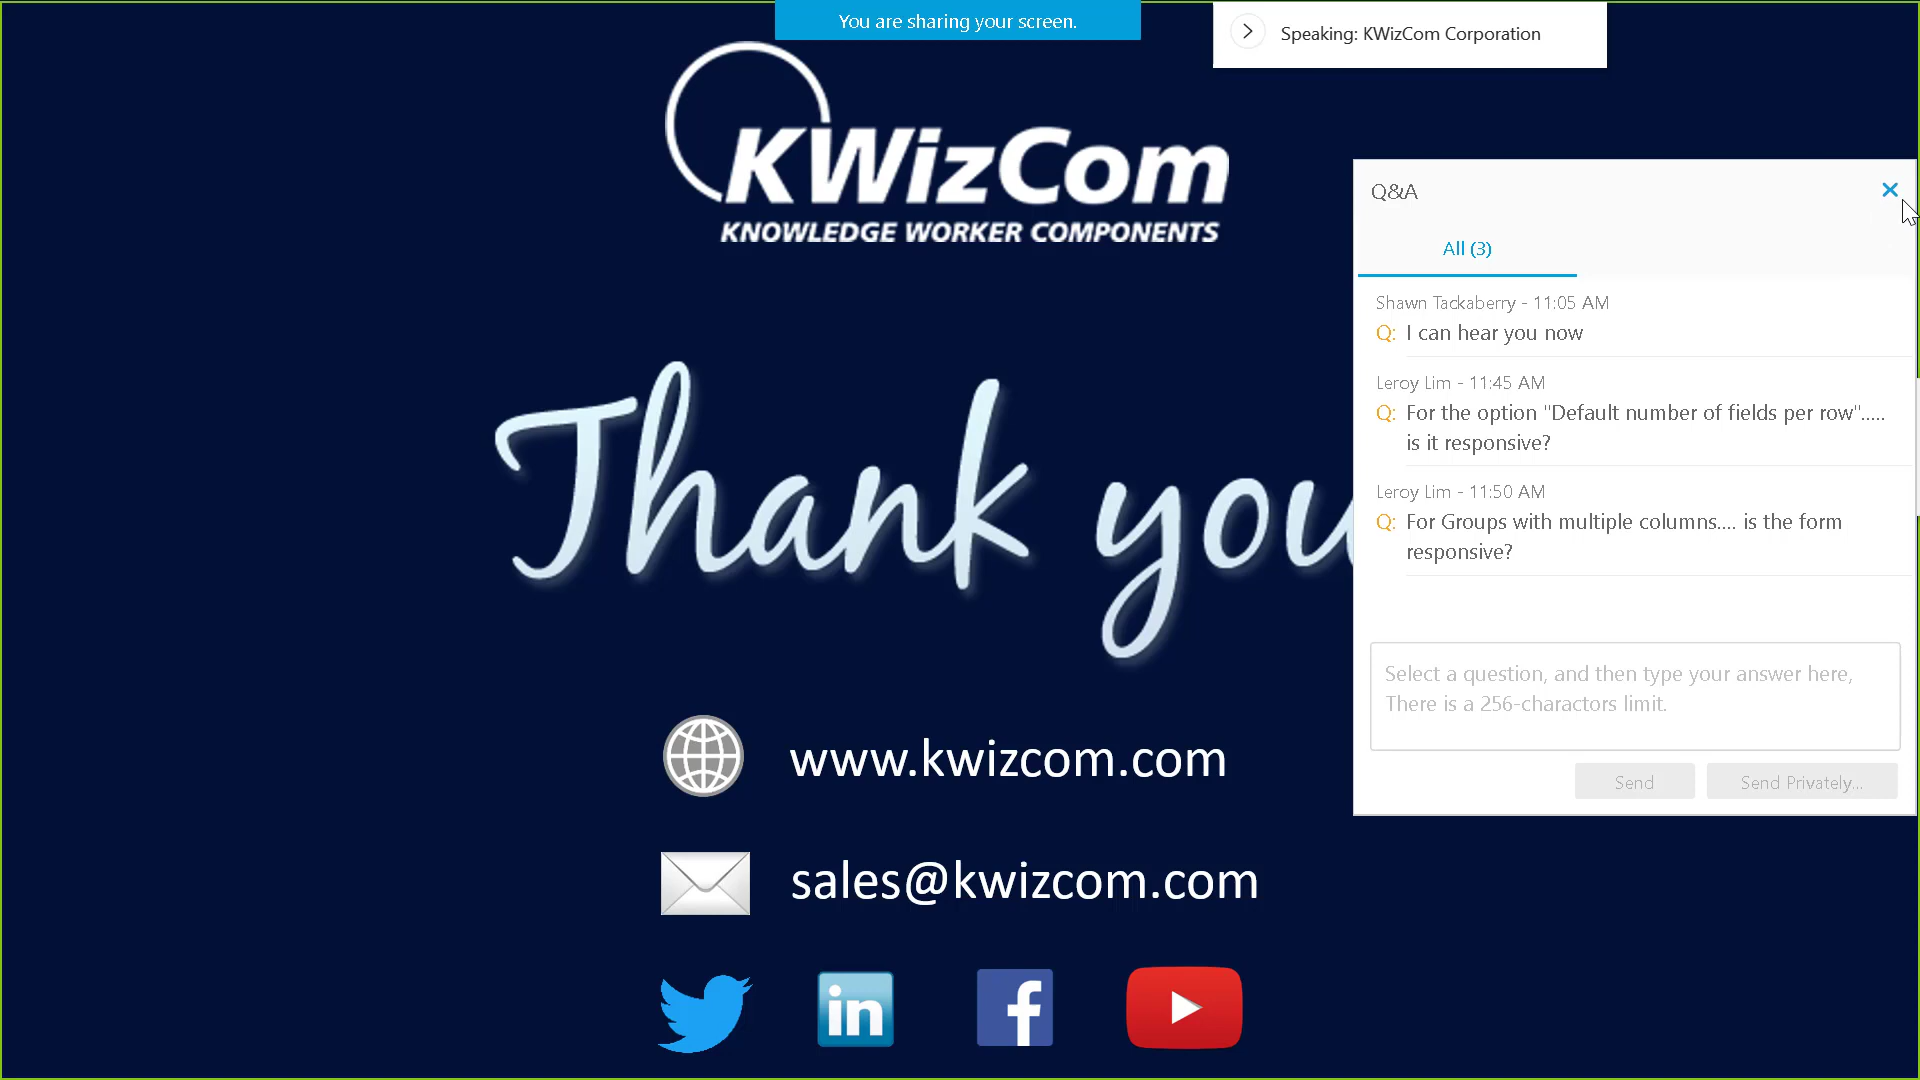 You are sharing your screen.
Speaking: KWizCom Corporation
KWizCom
KNOWLEDGE WORKER COMPONENTS
Thank you
www.kwizcom.com
sales@kwizcom.com
in
f
Q&A
All (3)
Shawn Tackaberry - 11:05 AM
Q: I can hear you now
Leroy Lim - 11:45 AM
Q: For the option "Default number of fields per row".....
is it responsive?
Leroy Lim - 11:50 AM
Q: For Groups with multiple columns.... is the form
responsive?
Select a question, and then type your answer here,
There is a 256-charactors limit.
Send
Send Privately...